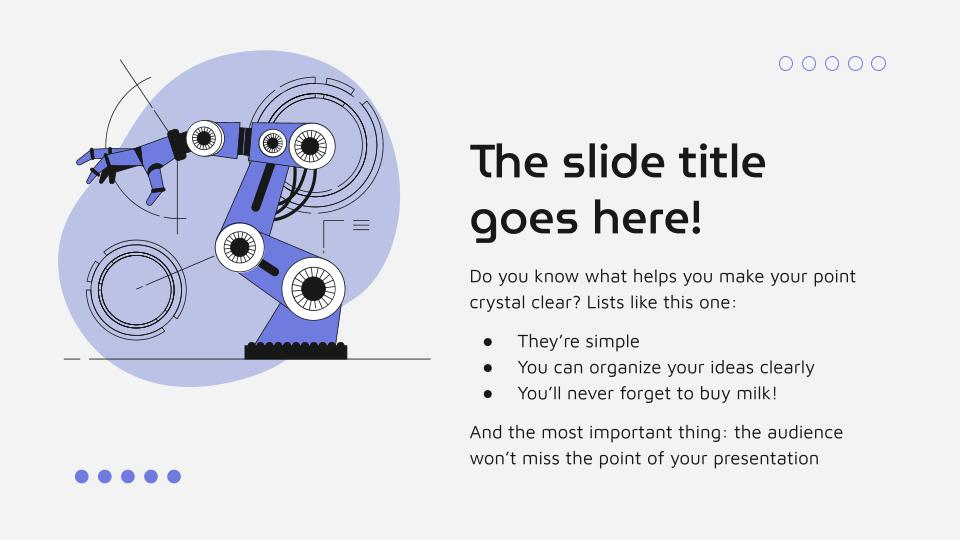 The slide title
goes here!
Do you know what helps you make your point
crystal clear? Lists like this one:
● They’re simple
● You can organize your ideas clearly
● You’ll never forget to buy milk!
And the most important thing: the audience
won’t miss the point of your presentation